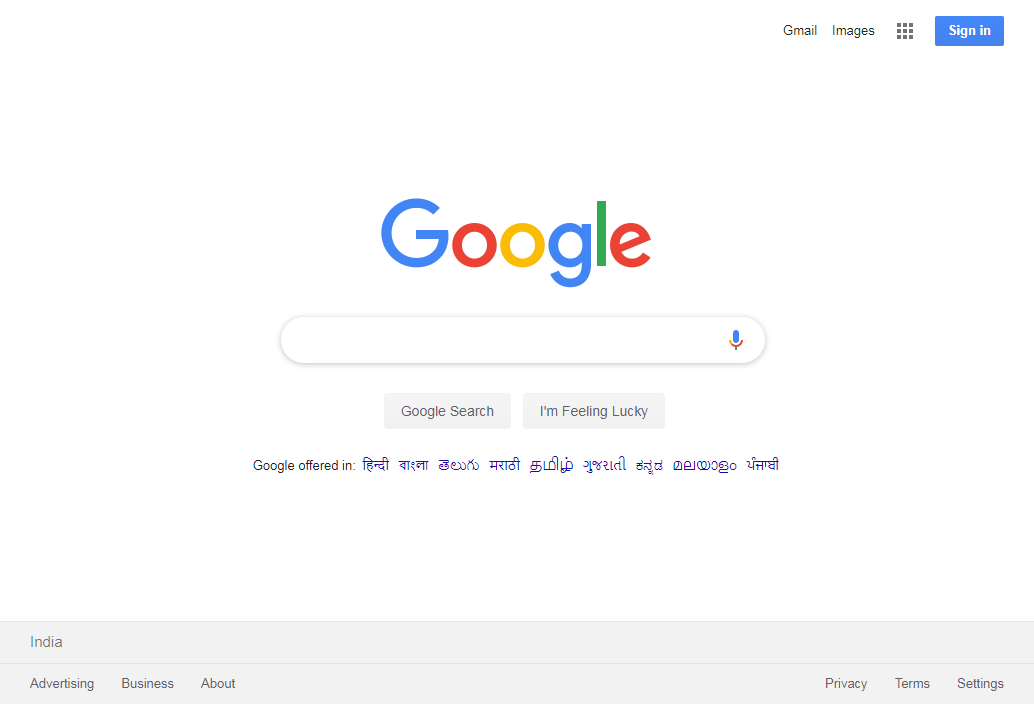 Gmail Images Sign in
Google
Google Search I'm Feeling Lucky
Google offered in: हिन्दी বাংলা తెలుగు मराठी தமிழ் ગુજરાતી ಕನ್ನಡ മലയാളം ਪੰਜਾਬੀ
India
Advertising Business About Privacy Terms Settings